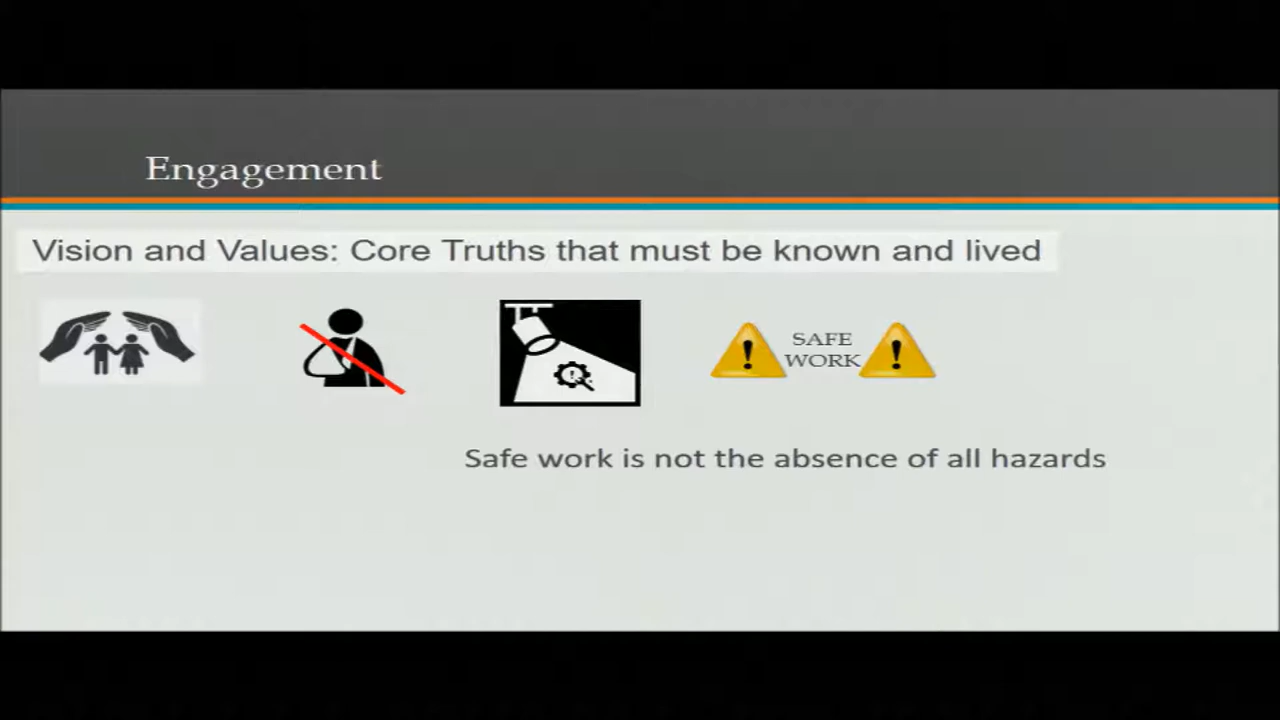 Engagement
Vision and Values: Core Truths that must be known and lived
!
!
SAFE
WORK
!
Safe work is not the absence of all hazards